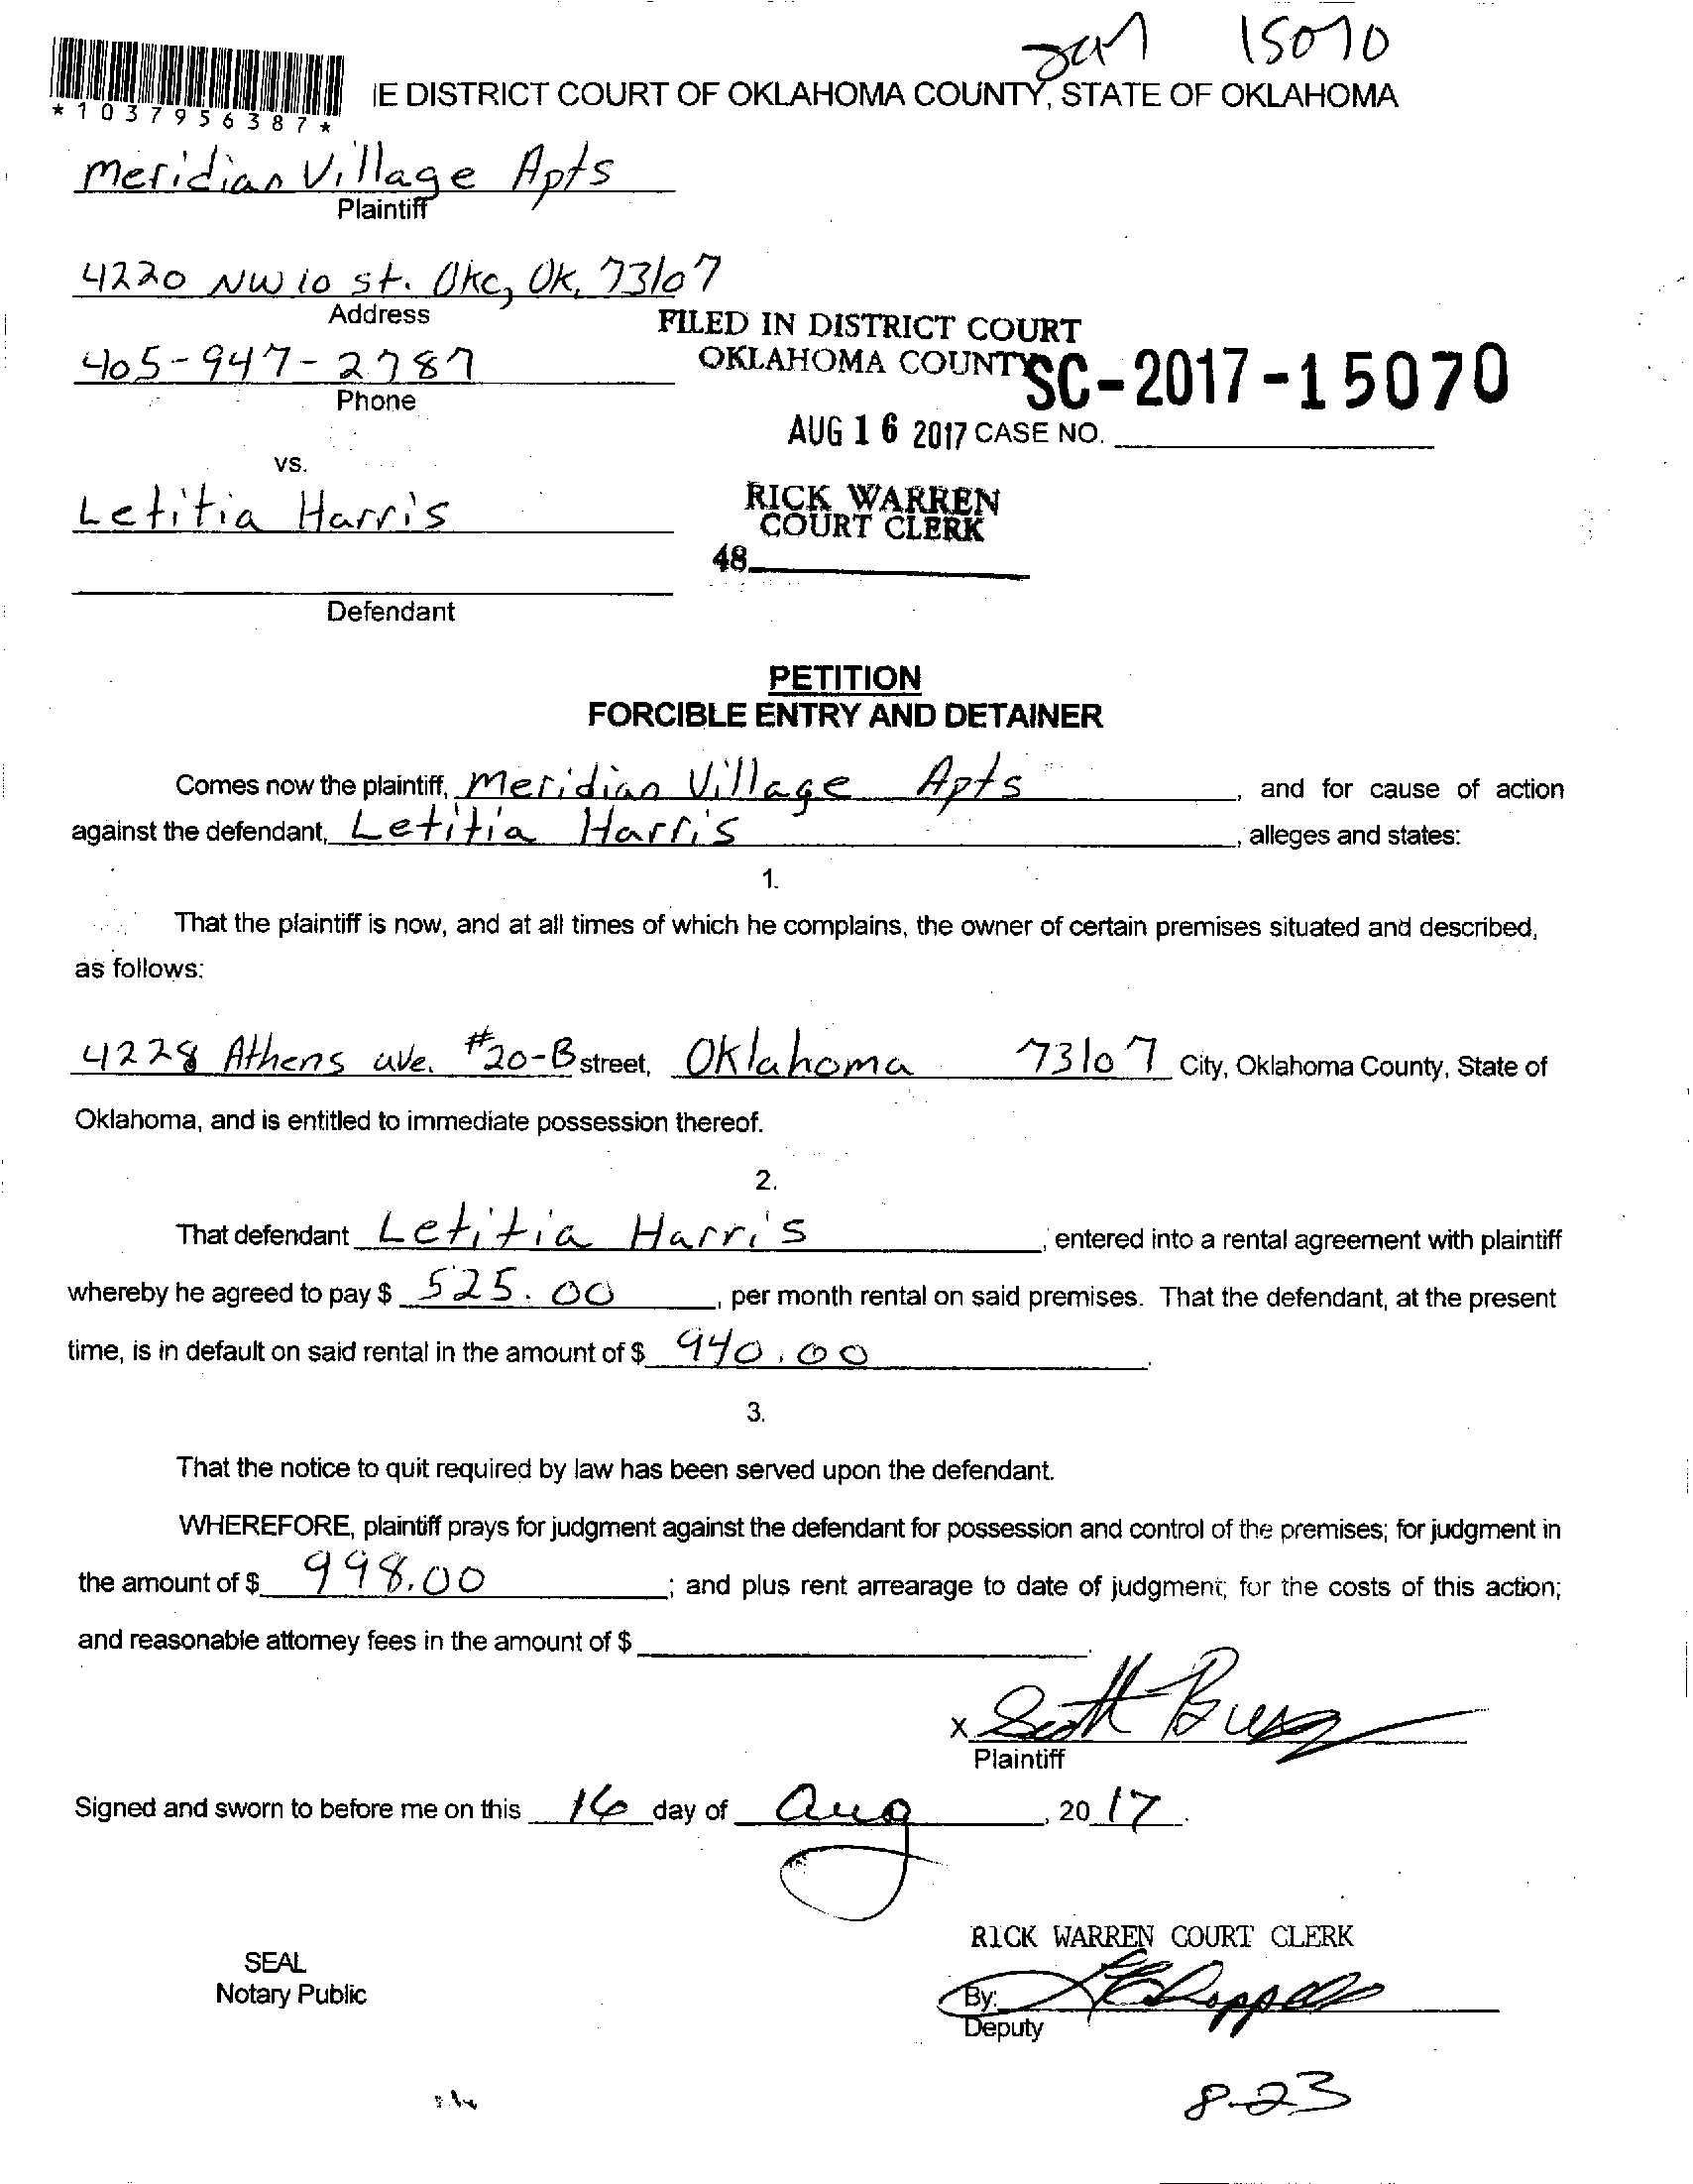 15070
*1037956387*
IE DISTRICT COURT OF OKLAHOMA COUNTY, STATE OF OKLAHOMA
Meridian Village Apts
Plaintiff
4220 NW 10 st. Okc, Ok, 73107
Address
FILED IN DISTRICT COURT
OKLAHOMA COUNTY
SC-2017-15070
405-947-2787
Phone
AUG 16 2017 CASE NO.
vs.
Letitia Harris
RICK WARREN
COURT CLERK
48
Defendant
PETITION
FORCIBLE ENTRY AND DETAINER
Comes now the plaintiff, Meridian Village Apts, and for cause of action
against the defendant, Letitia Harris, alleges and states:
1.
That the plaintiff is now, and at all times of which he complains, the owner of certain premises situated and described,
as follows:
4228 Athens ave. #20-B street, Oklahoma 73107 City, Oklahoma County, State of
Oklahoma, and is entitled to immediate possession thereof.
2.
That defendant Letitia Harris, entered into a rental agreement with plaintiff
whereby he agreed to pay $ 525.00, per month rental on said premises. That the defendant, at the present
time, is in default on said rental in the amount of $ 940.00.
3.
That the notice to quit required by law has been served upon the defendant.
WHEREFORE, plaintiff prays for judgment against the defendant for possession and control of the premises; for judgment in
the amount of $ 998.00; and plus rent arrearage to date of judgment; for the costs of this action;
and reasonable attorney fees in the amount of $ .
x Scott
Plaintiff
Signed and sworn to before me on this 16 day of Aug, 20 17.
RICK WARREN COURT CLERK
SEAL
Notary Public
By:
Deputy
8-23